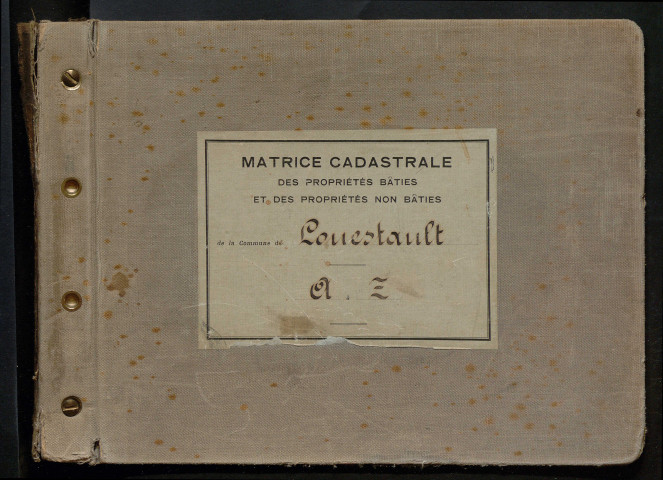 MATRICE CADASTRALE
DES PROPRIÉTÉS BÂTIES
ET DES PROPRIÉTÉS NON BÂTIES
de la Commune de Louestault
A. Z